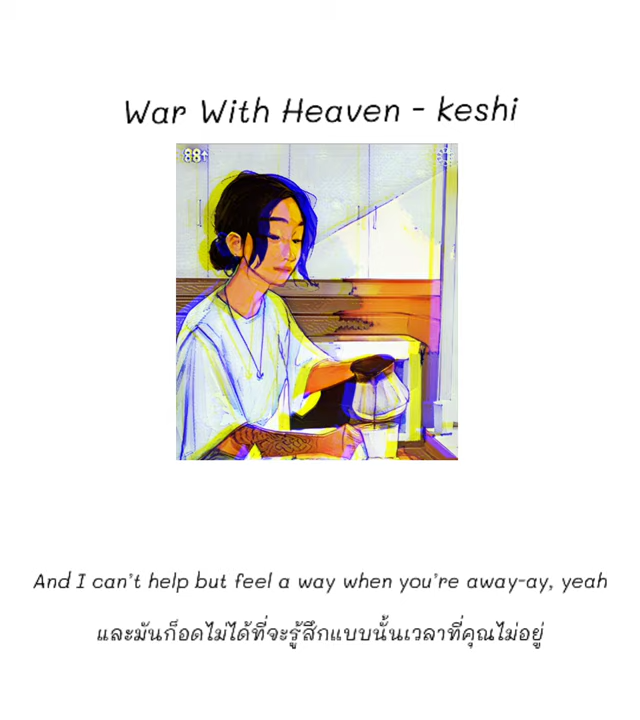 War With Heaven - keshi
88↑
And I can't help but feel a way when you're away-ay, yeah
และมันก็อดไม่ได้ที่จะรู้สึกแบบนั้นเวลาที่คุณไม่อยู่